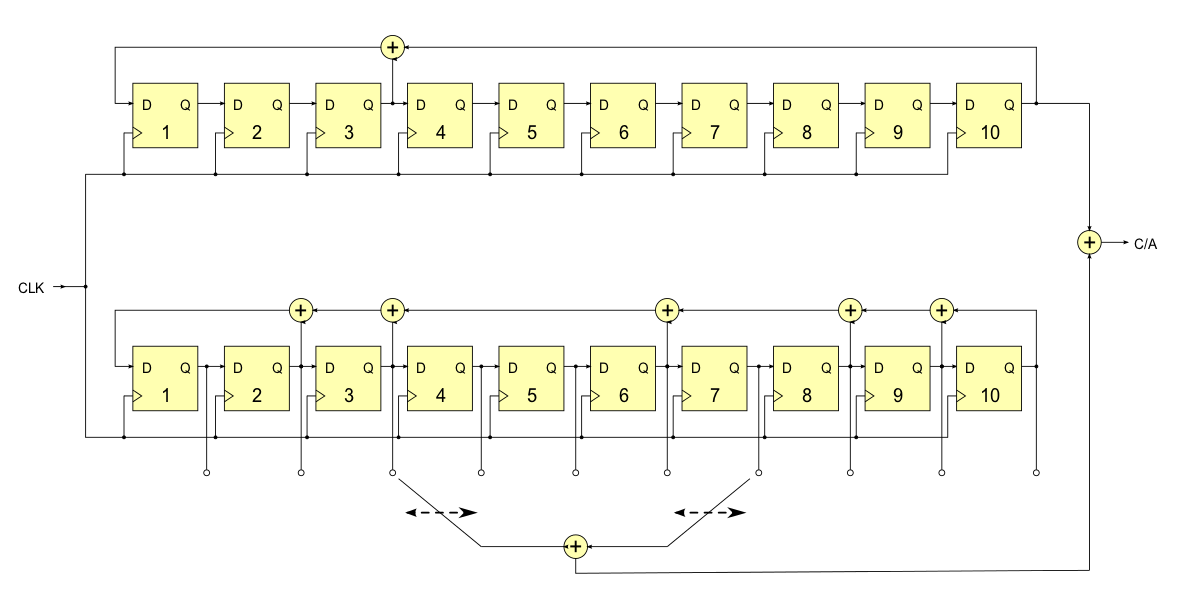 +
D Q D Q D Q D Q D Q D Q D Q D Q D Q D Q
1 2 3 4 5 6 7 8 9 10
+ C/A
CLK
+ + + + +
D Q D Q D Q D Q D Q D Q D Q D Q D Q D Q
1 2 3 4 5 6 7 8 9 10
+